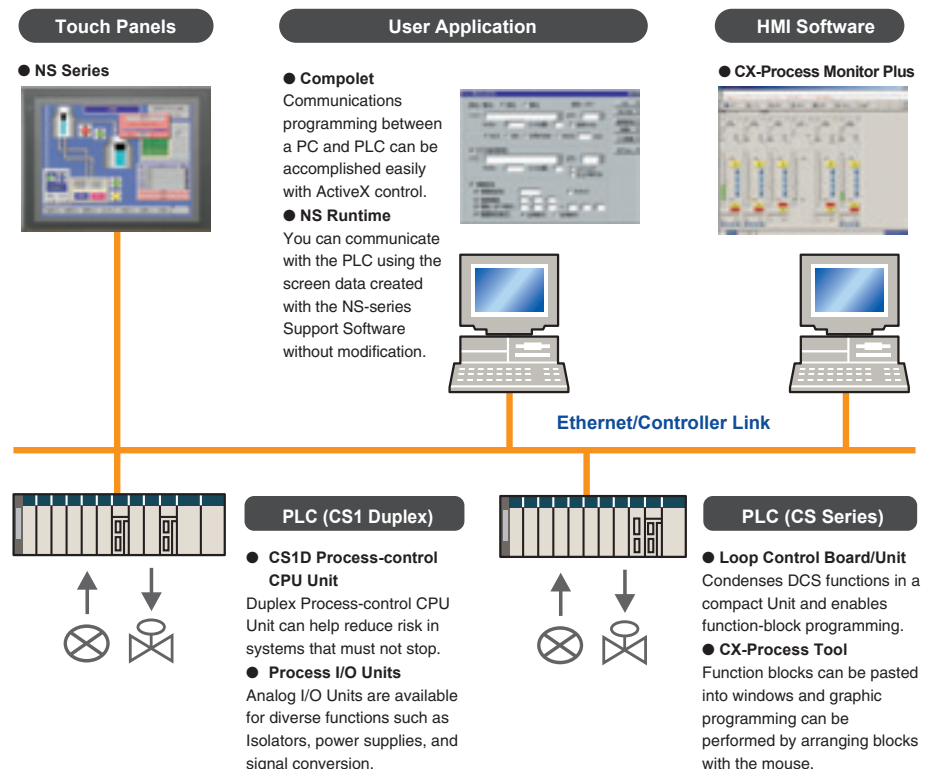 Touch Panels
● NS Series
User Application
● Compolet
Communications
programming between
a PC and PLC can be
accomplished easily
with ActiveX control.
● NS Runtime
You can communicate
with the PLC using the
screen data created
with the NS-series
Support Software
without modification.
HMI Software
● CX-Process Monitor Plus
Ethernet/Controller Link
PLC (CS1 Duplex)
● CS1D Process-control
CPU Unit
Duplex Process-control CPU
Unit can help reduce risk in
systems that must not stop.
● Process I/O Units
Analog I/O Units are available
for diverse functions such as
Isolators, power supplies, and
signal conversion.
PLC (CS Series)
● Loop Control Board/Unit
Condenses DCS functions in a
compact Unit and enables
function-block programming.
● CX-Process Tool
Function blocks can be pasted
into windows and graphic
programming can be
performed by arranging blocks
with the mouse.